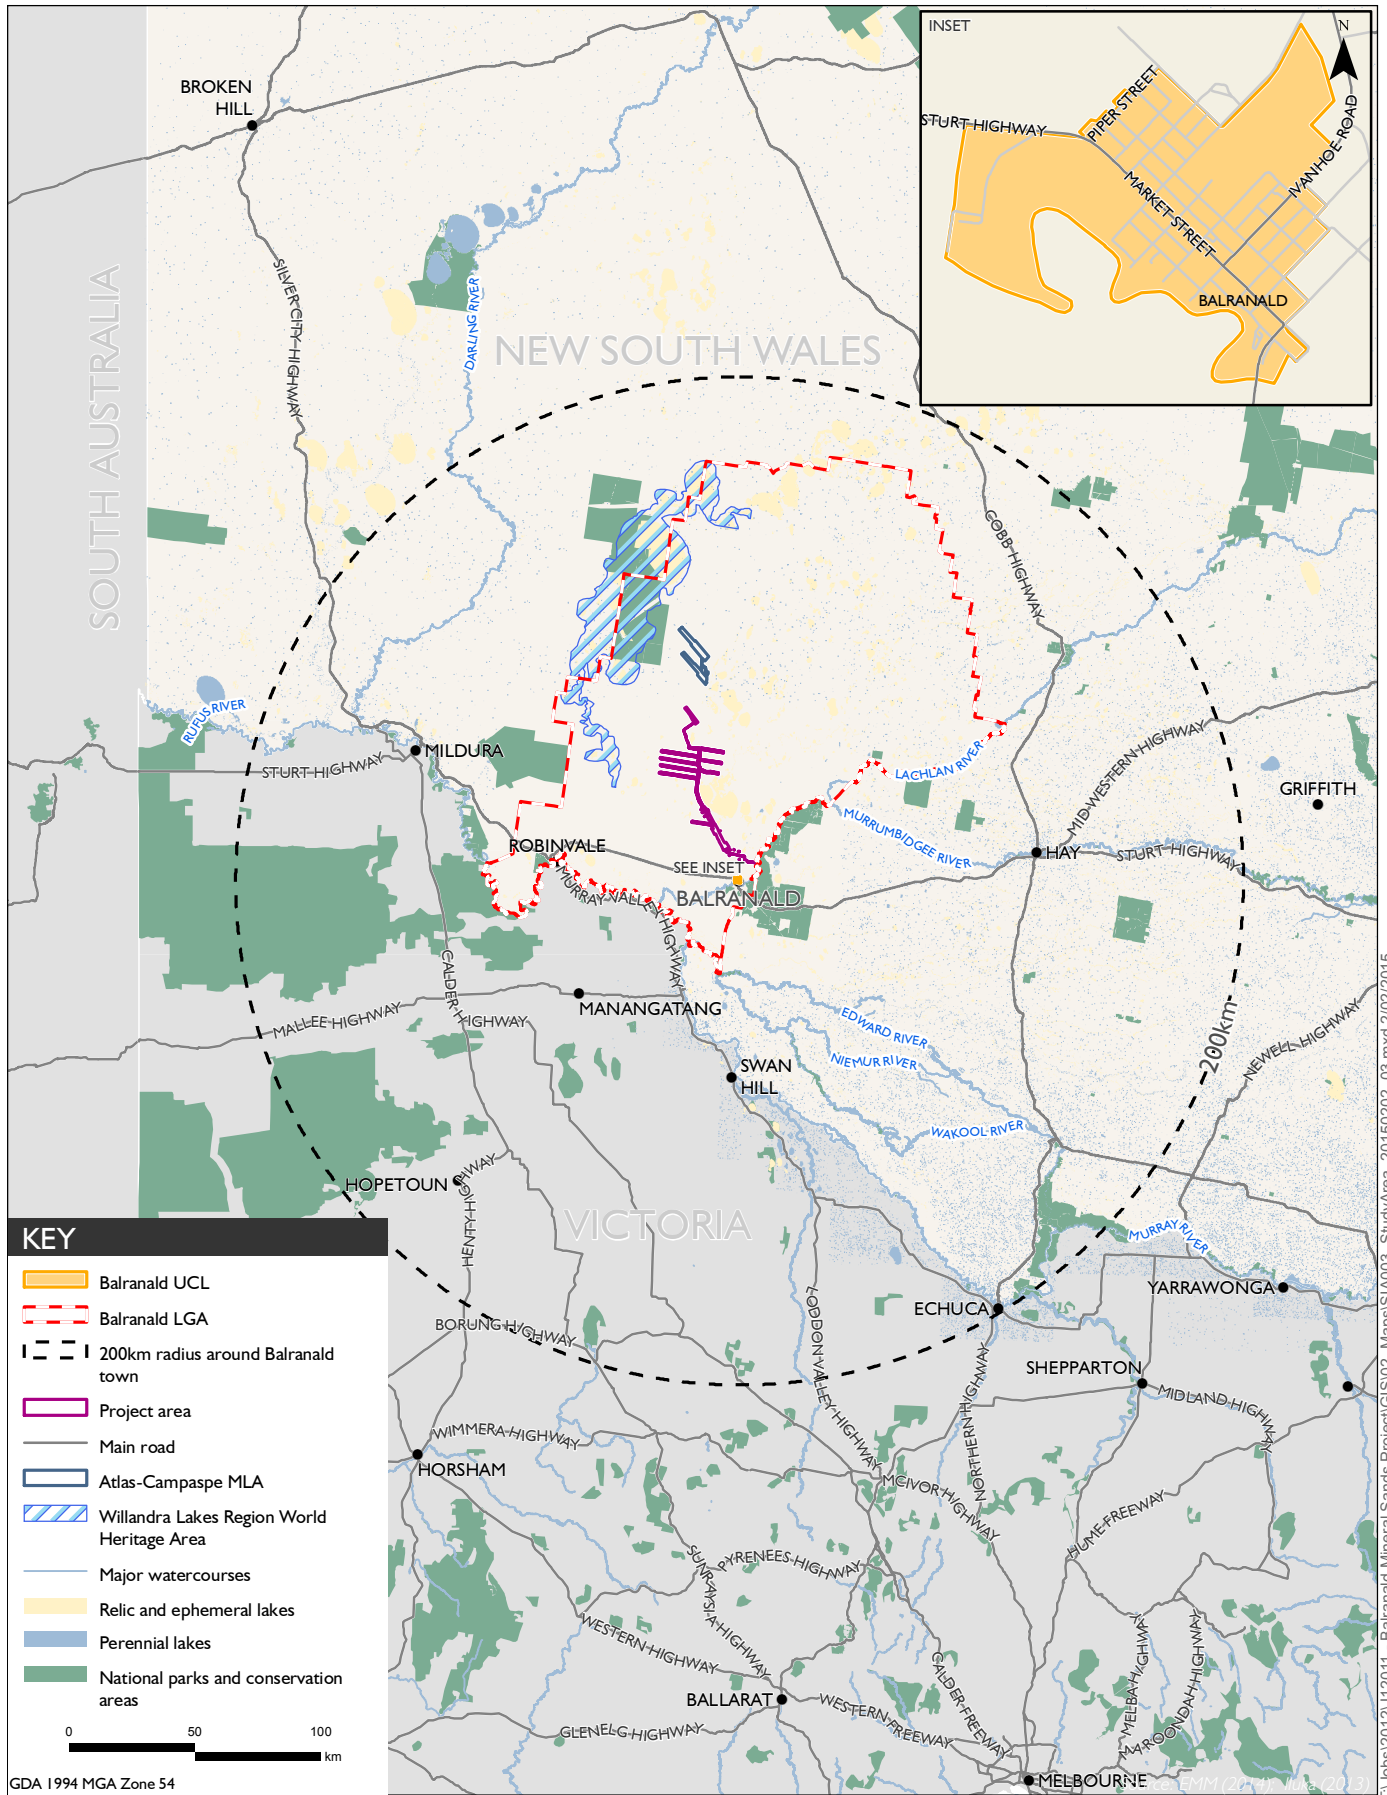 INSET
N
STURT HIGHWAY
PIPER STREET
IVANHOE ROAD
MARKET STREET
BALRANALD
BROKEN
HILL
SILVER CITY HIGHWAY
DARLING RIVER
SOUTH AUSTRALIA
NEW SOUTH WALES
COBB HIGHWAY
RUFUS RIVER
MILDURA
STURT HIGHWAY
LACHLAN RIVER
MID-WESTERN HIGHWAY
GRIFFITH
MURRUMBIDGEE RIVER
HAY
STURT HIGHWAY
ROBINVALE
SEE INSET
BALRANALD
MURRAY VALLEY HIGHWAY
CALDER HIGHWAY
MALLEE HIGHWAY
MANANGATANG
EDWARD RIVER
NIEMUR RIVER
SWAN
HILL
WAKOOL RIVER
200km
NEWELL HIGHWAY
HOPETOUN
HENTY HIGHWAY
VICTORIA
MURRAY RIVER
YARRAWONGA
ECHUCA
BORUNG HIGHWAY
LODDON VALLEY HIGHWAY
NORTHERN HIGHWAY
SHEPPARTON
MIDLAND HIGHWAY
WIMMERA HIGHWAY
HORSHAM
MCIVOR HIGHWAY
HUME FREEWAY
PYRENEES HIGHWAY
SUNRAYSIA HIGHWAY
WESTERN HIGHWAY
BALLARAT
WESTERN FREEWAY
CALDER FREEWAY
MELBA HIGHWAY
MAROONDAH HIGHWAY
GLENELG HIGHWAY
MELBOURNE
KEY
Balranald UCL
Balranald LGA
200km radius around Balranald
town
Project area
Main road
Atlas-Campaspe MLA
Willandra Lakes Region World
Heritage Area
Major watercourses
Relic and ephemeral lakes
Perennial lakes
National parks and conservation
areas
0 50 100
km
GDA 1994 MGA Zone 54
Source: EMM (2014); Iluka (2013)